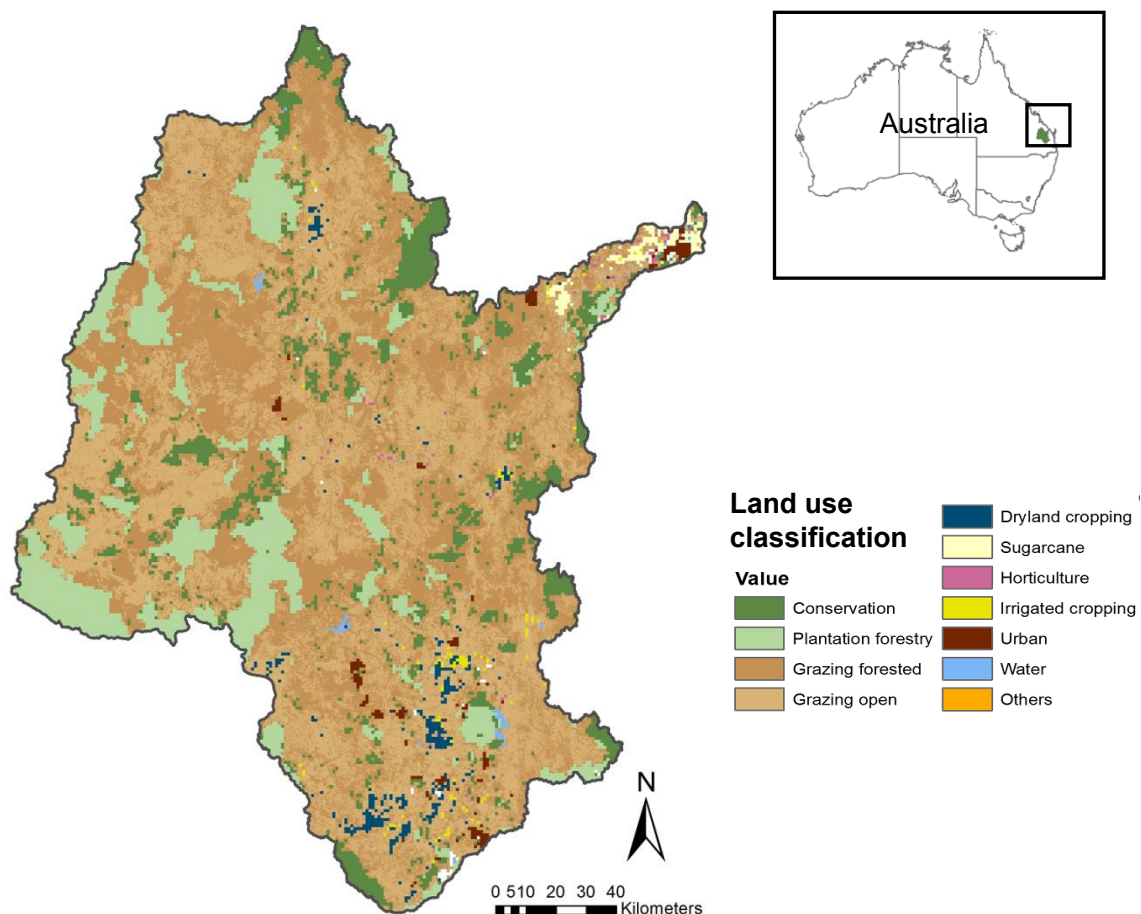 Australia
Land use
classification
Value
Conservation
Plantation forestry
Grazing forested
Grazing open
Dryland cropping
Sugarcane
Horticulture
Irrigated cropping
Urban
Water
Others
N
0 510 20 30 40
Kilometers